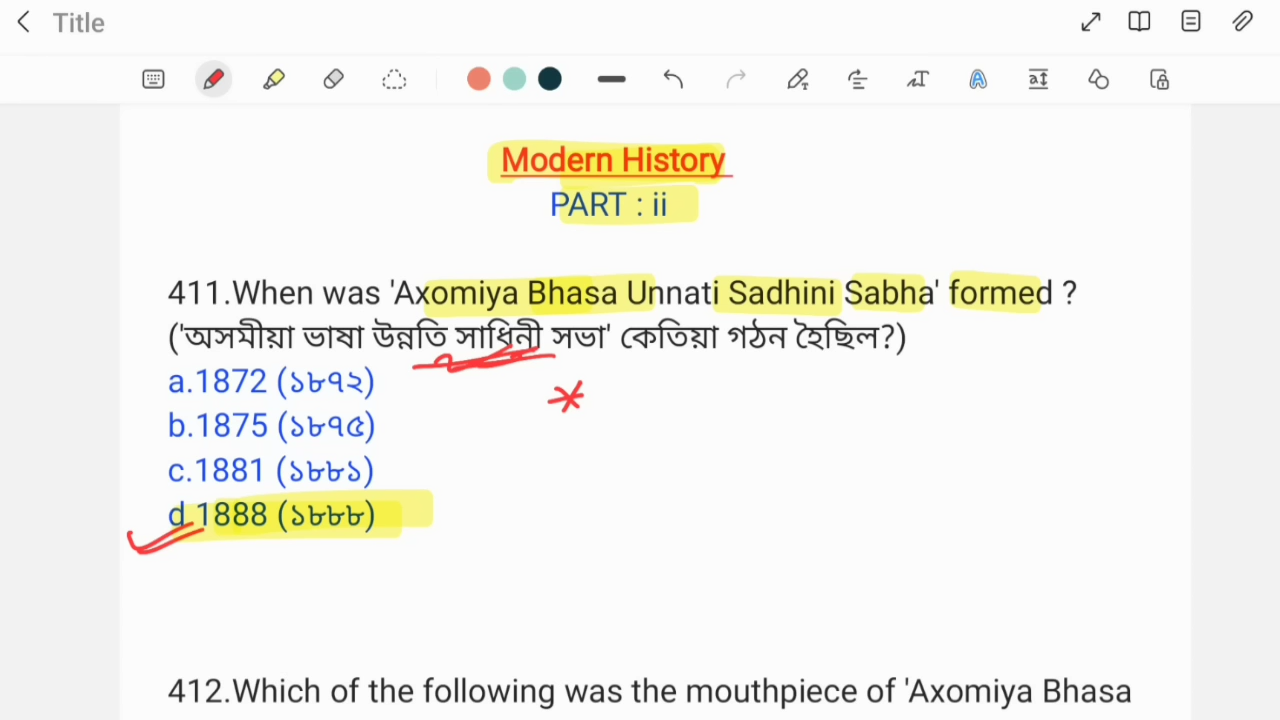 Title
Modern History
PART : ii
411.When was 'Axomiya Bhasa Unnati Sadhini Sabha' formed ?
('অসমীয়া ভাষা উন্নতি সাধিনী সভা' কেতিয়া গঠন হৈছিল?)
a.1872 (১৮৭২)
b.1875 (১৮৭৫)
c.1881 (১৮৮১)
d.1888 (১৮৮৮)
412.Which of the following was the mouthpiece of 'Axomiya Bhasa